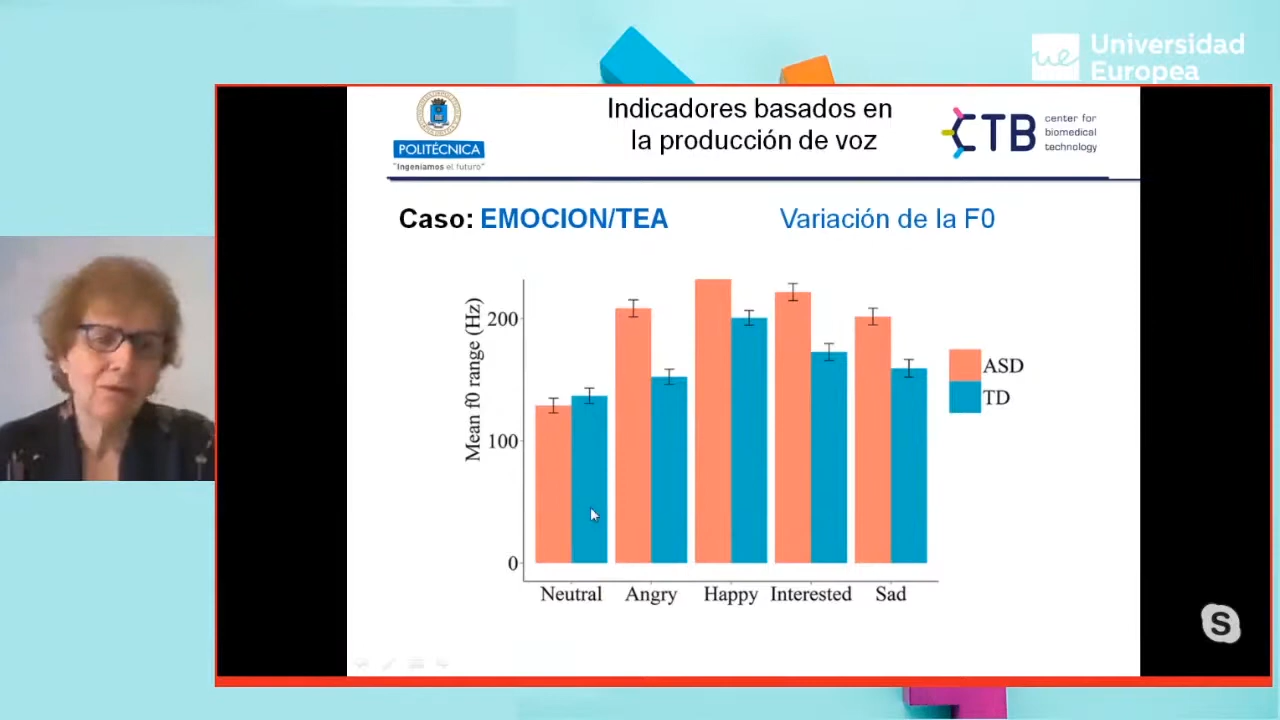 Universidad
Europea
ue
POLITÉCNICA
"Ingeniamos el futuro"
Indicadores basados en
la producción de voz
CTB
center for
biomedical
technology
Caso: EMOCION/TEA
Variación de la F0
Mean f0 range (Hz)
200
100
0
Neutral Angry Happy Interested Sad
ASD
TD
S